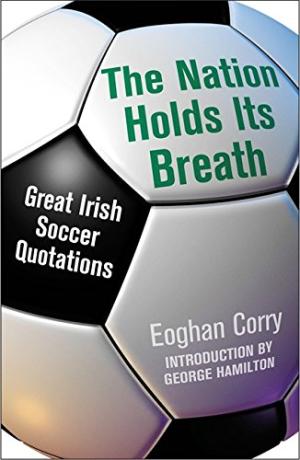 The Nation
Holds Its
Breath
Great Irish
Soccer
Quotations
Eoghan Corry
INTRODUCTION BY
GEORGE HAMILTON